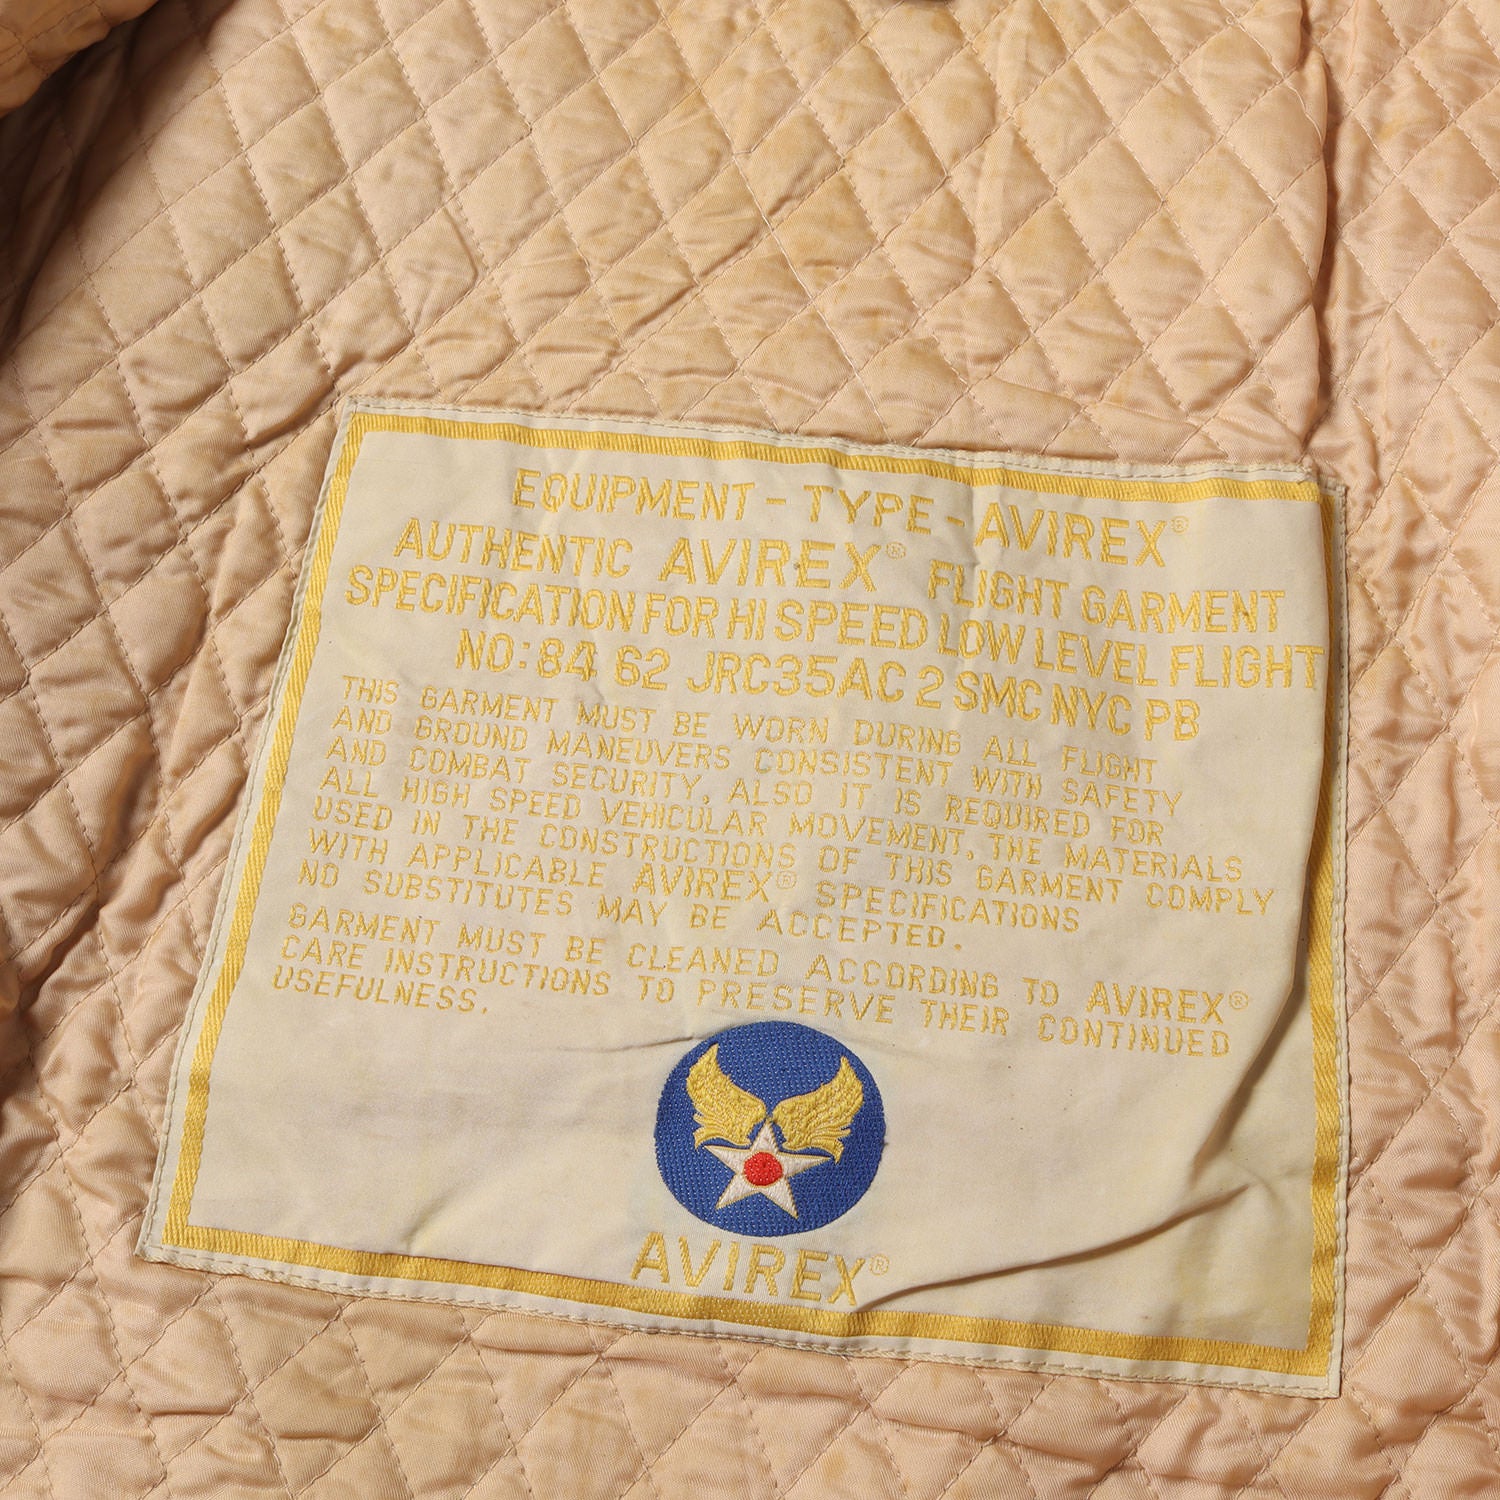 EQUIPMENT - TYPE - AVIREX®
AUTHENTIC AVIREX® FLIGHT GARMENT
SPECIFICATION FOR HI SPEED LOW LEVEL FLIGHT
NO: 84 62 JRC35AC 2 SMC NYC PB
THIS GARMENT MUST BE WORN DURING ALL FLIGHT
AND GROUND MANEUVERS CONSISTENT WITH SAFETY
AND COMBAT SECURITY, ALSO IT IS REQUIRED FOR
ALL HIGH SPEED VEHICULAR MOVEMENT. THE MATERIALS
USED IN THE CONSTRUCTIONS OF THIS GARMENT COMPLY
WITH APPLICABLE AVIREX® SPECIFICATIONS
NO SUBSTITUTES MAY BE ACCEPTED.
GARMENT MUST BE CLEANED ACCORDING TO AVIREX®
CARE INSTRUCTIONS TO PRESERVE THEIR CONTINUED
USEFULNESS.
AVIREX®